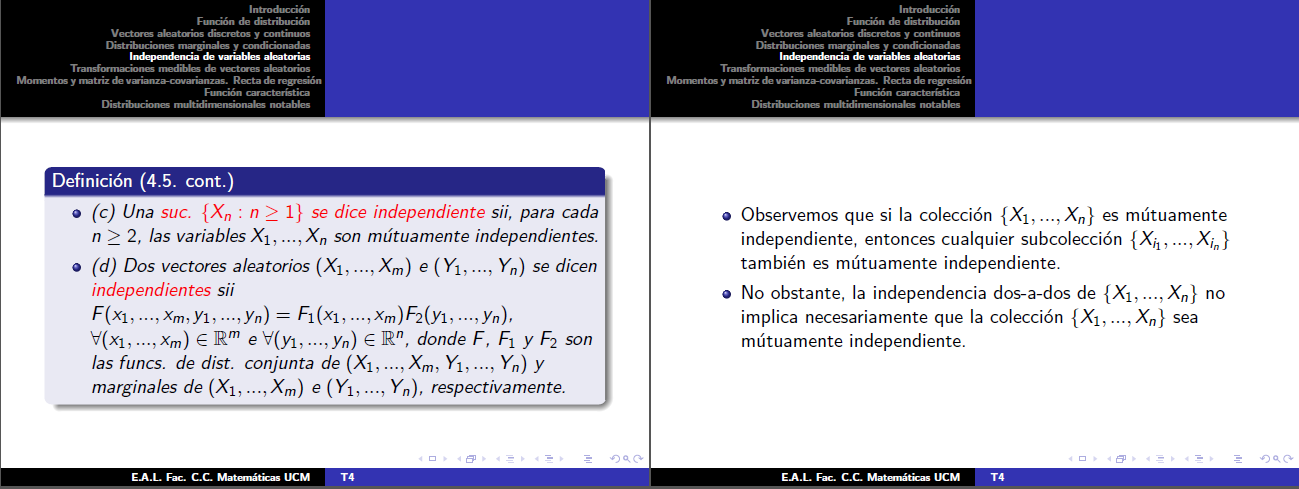 Introducción
Función de distribución
Vectores aleatorios discretos y continuos
Distribuciones marginales y condicionadas
Independencia de variables aleatorias
Transformaciones medibles de vectores aleatorios
Momentos y matriz de varianza-covarianzas. Recta de regresión
Función característica
Distribuciones multidimensionales notables
Definición (4.5. cont.)
(c) Una suc. {Xₙ : n ≥ 1} se dice independiente sii, para cada
n ≥ 2, las variables X₁, ..., Xₙ son mútuamente independientes.
(d) Dos vectores aleatorios (X₁, ..., Xₘ) e (Y₁, ..., Yₙ) se dicen
independientes sii
F(x₁, ..., xₘ, y₁, ..., yₙ) = F₁(x₁, ..., xₘ)F₂(y₁, ..., yₙ),
∀(x₁, ..., xₘ) ∈ ℝᵐ e ∀(y₁, ..., yₙ) ∈ ℝⁿ, donde F, F₁ y F₂ son
las funcs. de dist. conjunta de (X₁, ..., Xₘ, Y₁, ..., Yₙ) y
marginales de (X₁, ..., Xₘ) e (Y₁, ..., Yₙ), respectivamente.
E.A.L. Fac. C.C. Matemáticas UCM
T4
Introducción
Función de distribución
Vectores aleatorios discretos y continuos
Distribuciones marginales y condicionadas
Independencia de variables aleatorias
Transformaciones medibles de vectores aleatorios
Momentos y matriz de varianza-covarianzas. Recta de regresión
Función característica
Distribuciones multidimensionales notables
Observemos que si la colección {X₁, ..., Xₙ} es mútuamente
independiente, entonces cualquier subcolección {X_{i₁}, ..., X_{iₙ}}
también es mútuamente independiente.
No obstante, la independencia dos-a-dos de {X₁, ..., Xₙ} no
implica necesariamente que la colección {X₁, ..., Xₙ} sea
mútuamente independiente.
E.A.L. Fac. C.C. Matemáticas UCM
T4